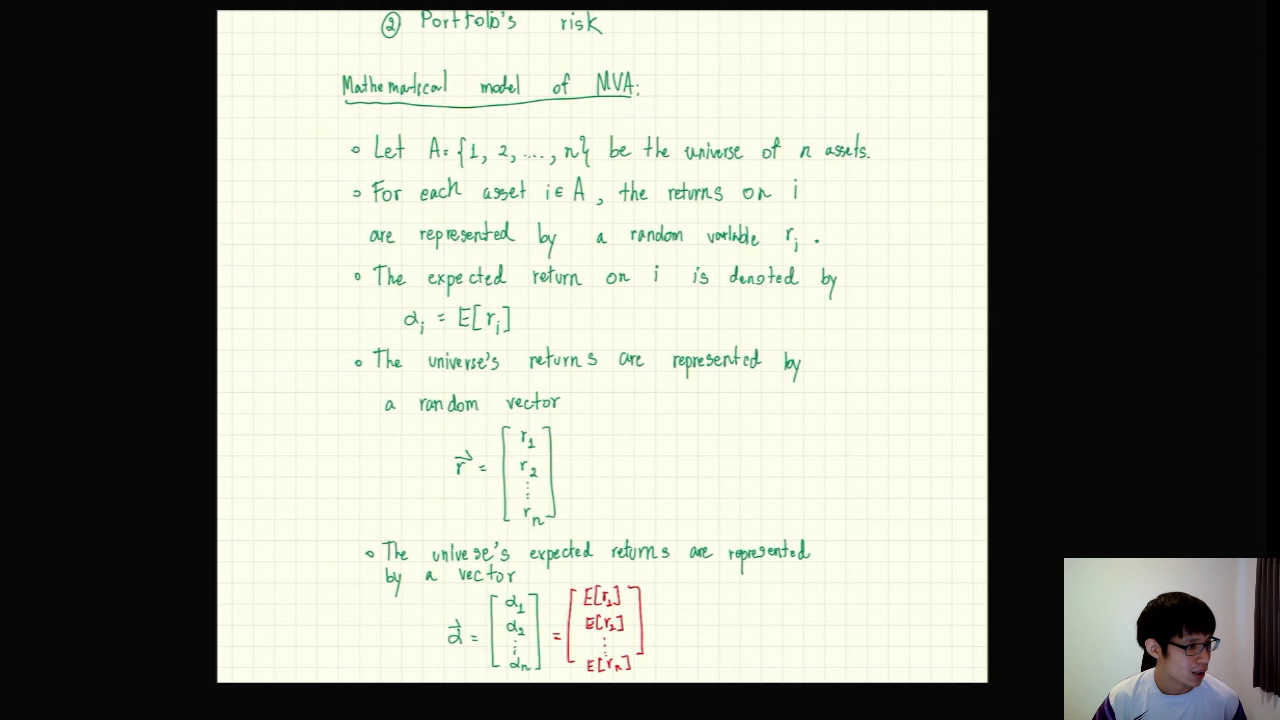 ② Portfolio's risk
Mathematical model of MVA:
∘ Let A = {1, 2, ...., n} be the universe of n assets.
∘ For each asset i ∈ A, the returns on i
are represented by a random variable rᵢ.
∘ The expected return on i is denoted by
αᵢ = E[rᵢ]
∘ The universe's returns are represented by
a random vector
r⃗ = [r₁ r₂ ⋮ rₙ]
∘ The universe's expected returns are represented
by a vector
α⃗ = [α₁ α₂ ⋮ αₙ] = [E[r₁] E[r₂] ⋮ E[rₙ]]